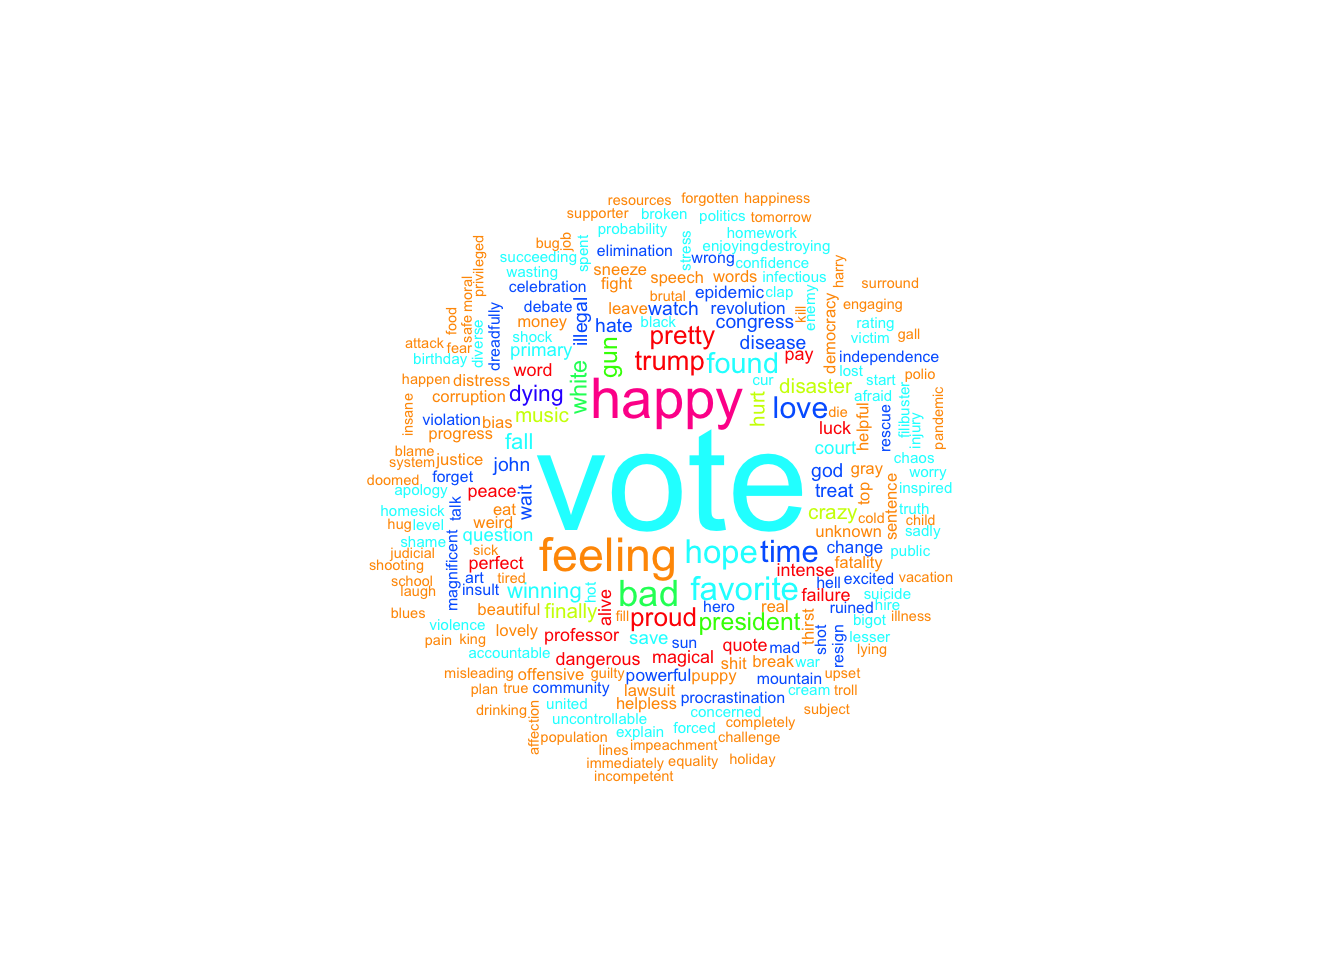 resources
forgotten
happiness
supporter
broken
politics
tomorrow
probability
homework
bug
job
spent
stress
enjoying
destroying
privileged
succeeding
elimination
wrong
confidence
harry
wasting
sneeze
speech
words
infectious
surround
moral
celebration
fight
brutal
epidemic
clap
kill
enemy
engaging
food
safe
diverse
dreadfully
debate
illegal
leave
watch
revolution
democracy
money
hate
black
congress
rating
attack
fear
shock
gun
pretty
disease
victim
gall
birthday
primary
trump
found
pay
independence
word
white
cur
lost
happen
distress
dying
happy
hurt
disaster
start
polio
insane
corruption
music
love
die
helpful
afraid
rescue
filibuster
injury
pandemic
violation
bias
luck
progress
fall
vote
court
blame
system
justice
john
god
gray
chaos
worry
doomed
forget
wait
treat
top
sentence
inspired
apology
peace
homesick
talk
eat
crazy
cold
truth
hug
level
weird
unknown
child
sadly
shame
question
feeling
hope
time
change
public
judicial
magnificent
sick
shooting
perfect
intense
fatality
school
art
tired
hell
excited
vacation
laugh
insult
winning
hot
bad
favorite
failure
suicide
blues
beautiful
finally
alive
fill
hero
real
thirst
ruined
hire
illness
violence
lovely
proud
president
bigot
pain
king
professor
save
sun
quote
mad
shot
resign
lesser
lying
accountable
dangerous
magical
shit
break
war
misleading
offensive
guilty
powerful
puppy
mountain
upset
plan
true
community
lawsuit
procrastination
cream
troll
drinking
affection
united
helpless
concerned
subject
uncontrollable
explain
forced
completely
population
lines
impeachment
challenge
immediately
equality
holiday
incompetent